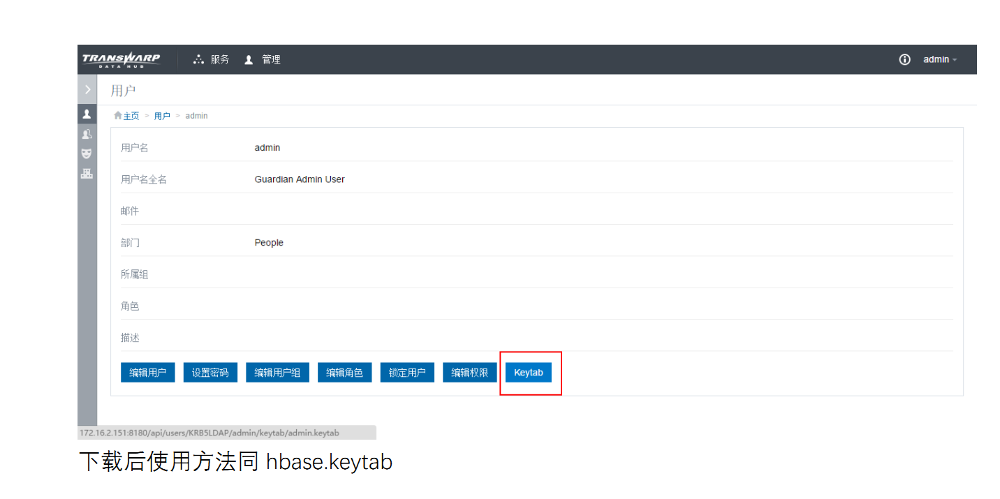 TRANSWARP
DATA HUB
服务 管理 admin
用户
主页 > 用户 > admin
用户名 admin
用户名全名 Guardian Admin User
邮件
部门 People
所属组
角色
描述
编辑用户 设置密码 编辑用户组 编辑角色 锁定用户 编辑权限 Keytab
172.16.2.151:8180/api/users/KRB5LDAP/admin/keytab/admin.keytab
下载后使用方法同 hbase.keytab